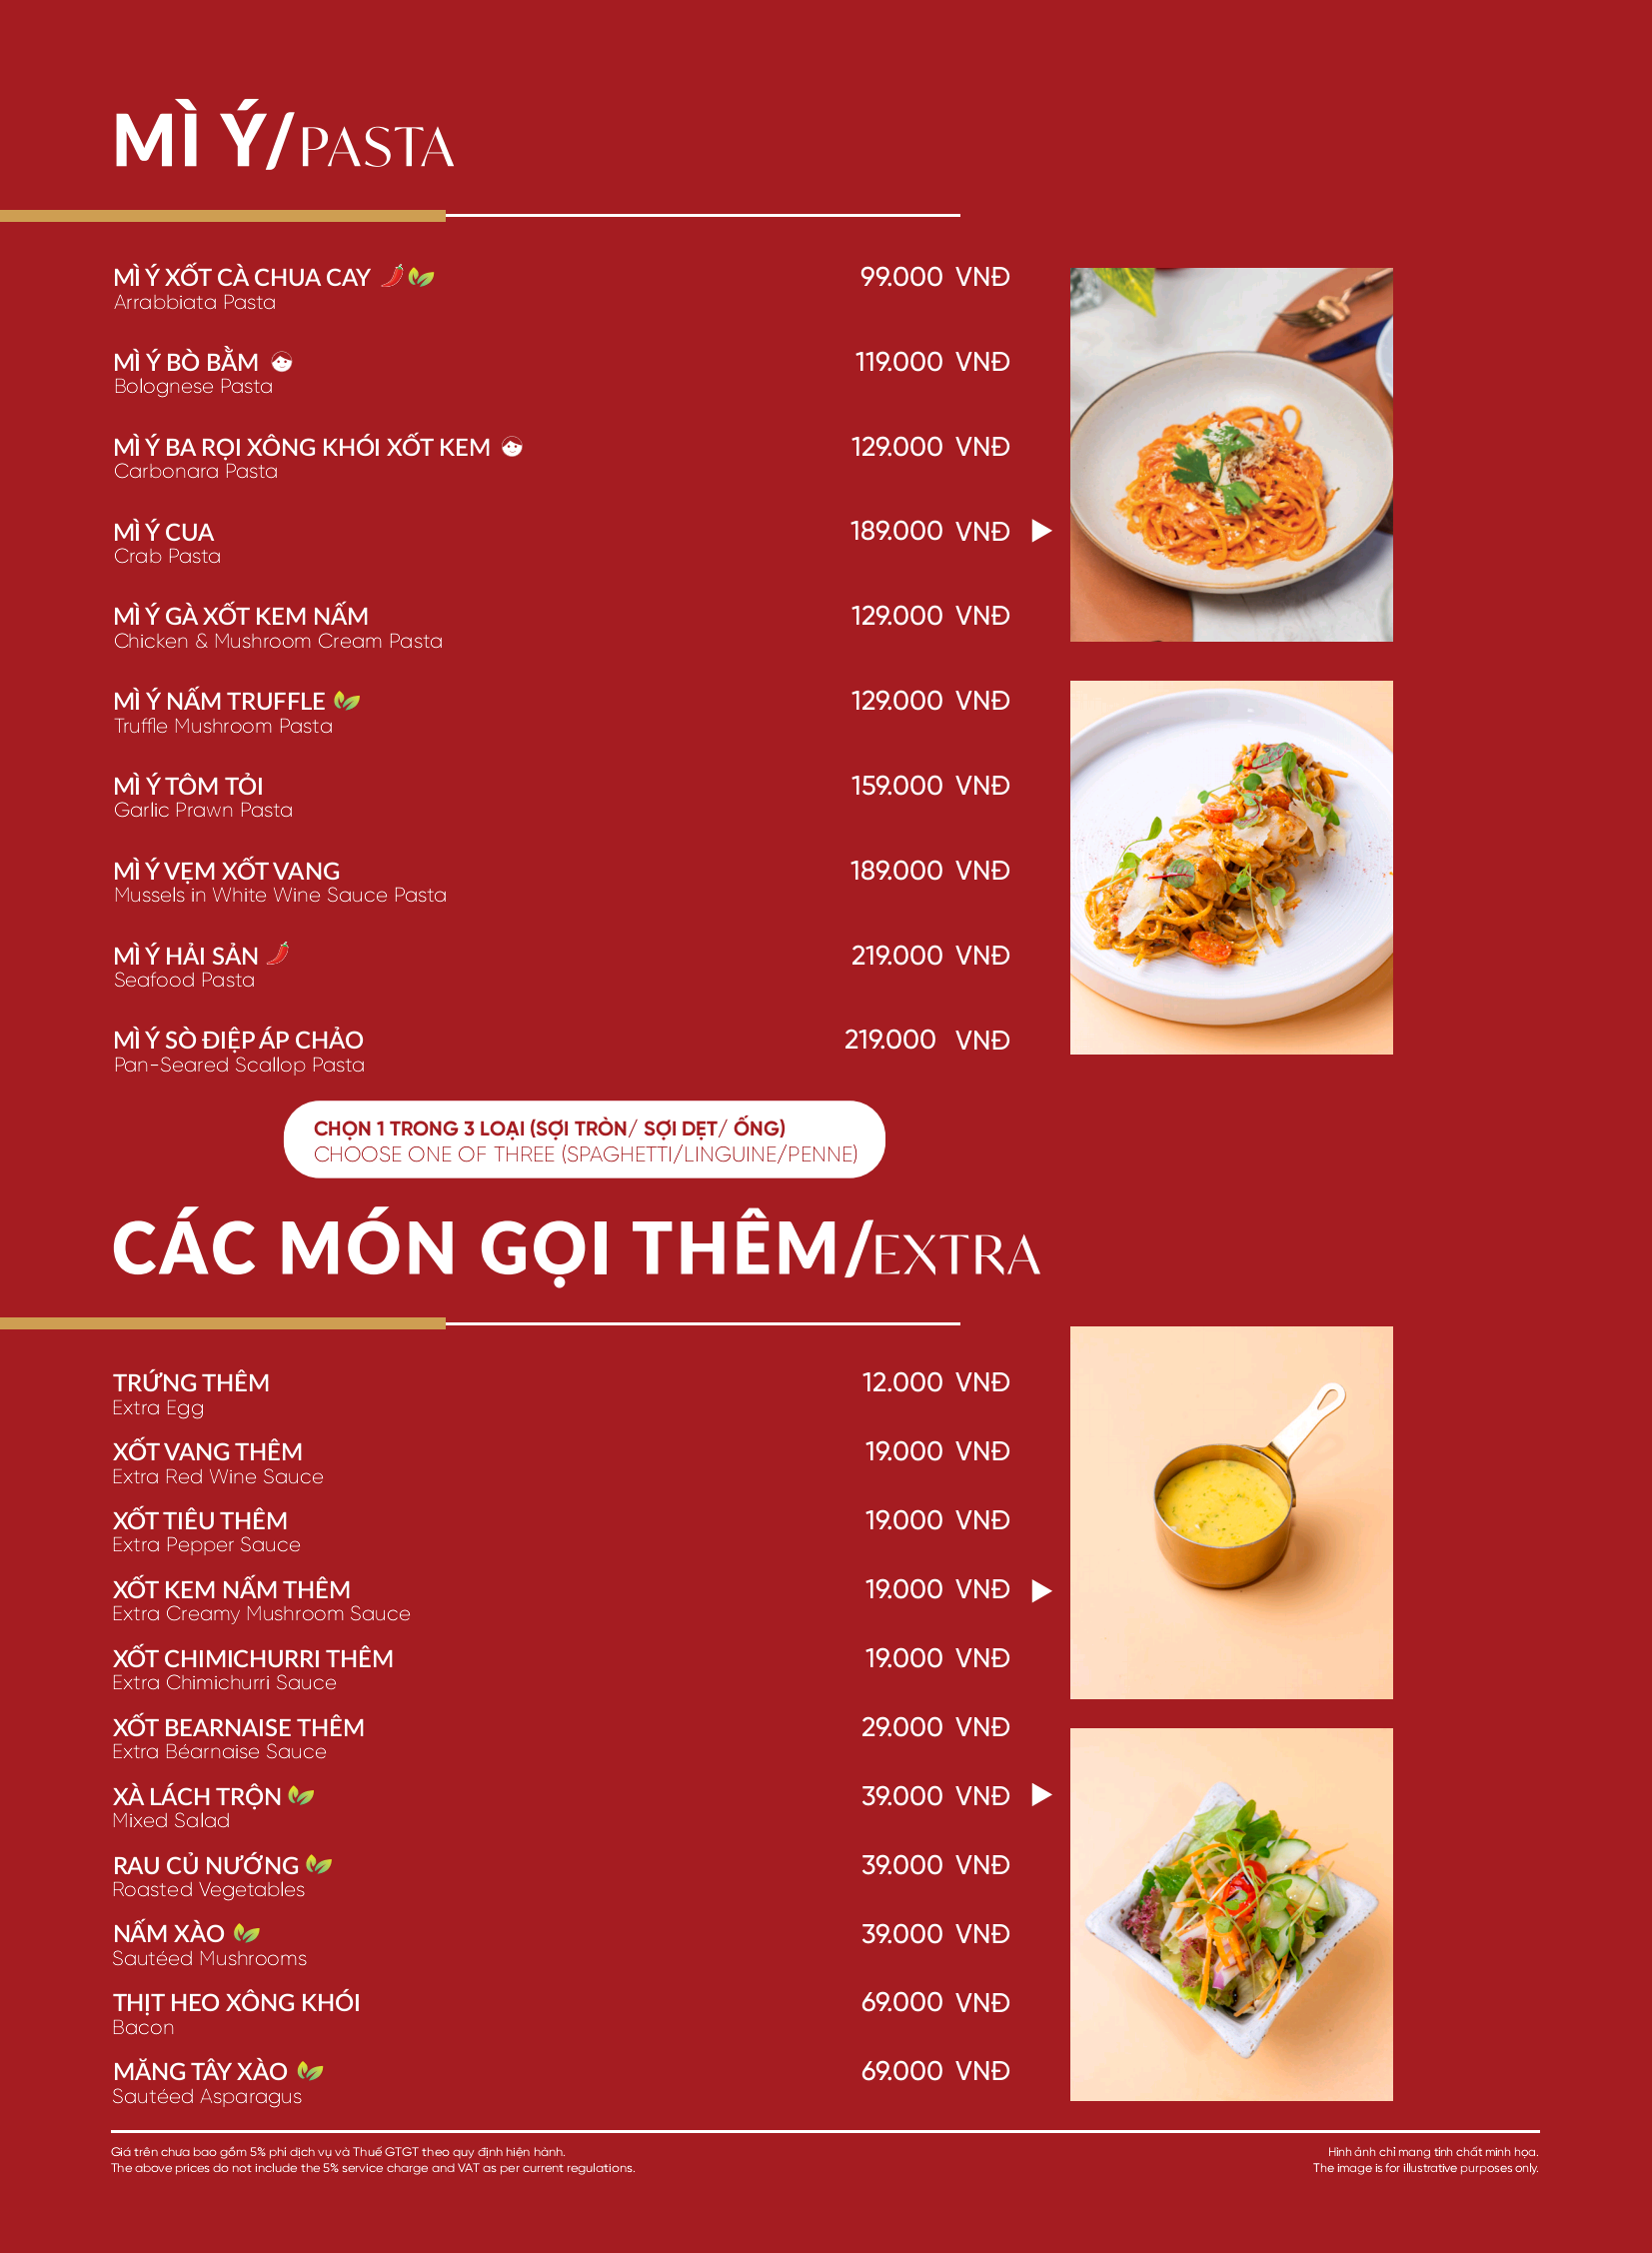 MÌ Ý/PASTA
MÌ Ý XỐT CÀ CHUA CAY 99.000 VNĐ
Arrabbiata Pasta
MÌ Ý BÒ BẰM 119.000 VNĐ
Bolognese Pasta
MÌ Ý BA RỌI XÔNG KHÓI XỐT KEM 129.000 VNĐ
Carbonara Pasta
MÌ Ý CUA 189.000 VNĐ
Crab Pasta
MÌ Ý GÀ XỐT KEM NẤM 129.000 VNĐ
Chicken & Mushroom Cream Pasta
MÌ Ý NẤM TRUFFLE 129.000 VNĐ
Truffle Mushroom Pasta
MÌ Ý TÔM TỎI 159.000 VNĐ
Garlic Prawn Pasta
MÌ Ý VẸM XỐT VANG 189.000 VNĐ
Mussels in White Wine Sauce Pasta
MÌ Ý HẢI SẢN 219.000 VNĐ
Seafood Pasta
MÌ Ý SÒ ĐIỆP ÁP CHẢO 219.000 VNĐ
Pan-Seared Scallop Pasta
CHỌN 1 TRONG 3 LOẠI (SỢI TRÒN/ SỢI DẸT/ ỐNG)
CHOOSE ONE OF THREE (SPAGHETTI/LINGUINE/PENNE)
CÁC MÓN GỌI THÊM/EXTRA
TRỨNG THÊM 12.000 VNĐ
Extra Egg
XỐT VANG THÊM 19.000 VNĐ
Extra Red Wine Sauce
XỐT TIÊU THÊM 19.000 VNĐ
Extra Pepper Sauce
XỐT KEM NẤM THÊM 19.000 VNĐ
Extra Creamy Mushroom Sauce
XỐT CHIMICHURRI THÊM 19.000 VNĐ
Extra Chimichurri Sauce
XỐT BEARNAISE THÊM 29.000 VNĐ
Extra Béarnaise Sauce
XÀ LÁCH TRỘN 39.000 VNĐ
Mixed Salad
RAU CỦ NƯỚNG 39.000 VNĐ
Roasted Vegetables
NẤM XÀO 39.000 VNĐ
Sautéed Mushrooms
THỊT HEO XÔNG KHÓI 69.000 VNĐ
Bacon
MĂNG TÂY XÀO 69.000 VNĐ
Sautéed Asparagus
Giá trên chưa bao gồm 5% phí dịch vụ và Thuế GTGT theo quy định hiện hành.
The above prices do not include the 5% service charge and VAT as per current regulations.
Hình ảnh chỉ mang tính chất minh họa.
The image is for illustrative purposes only.